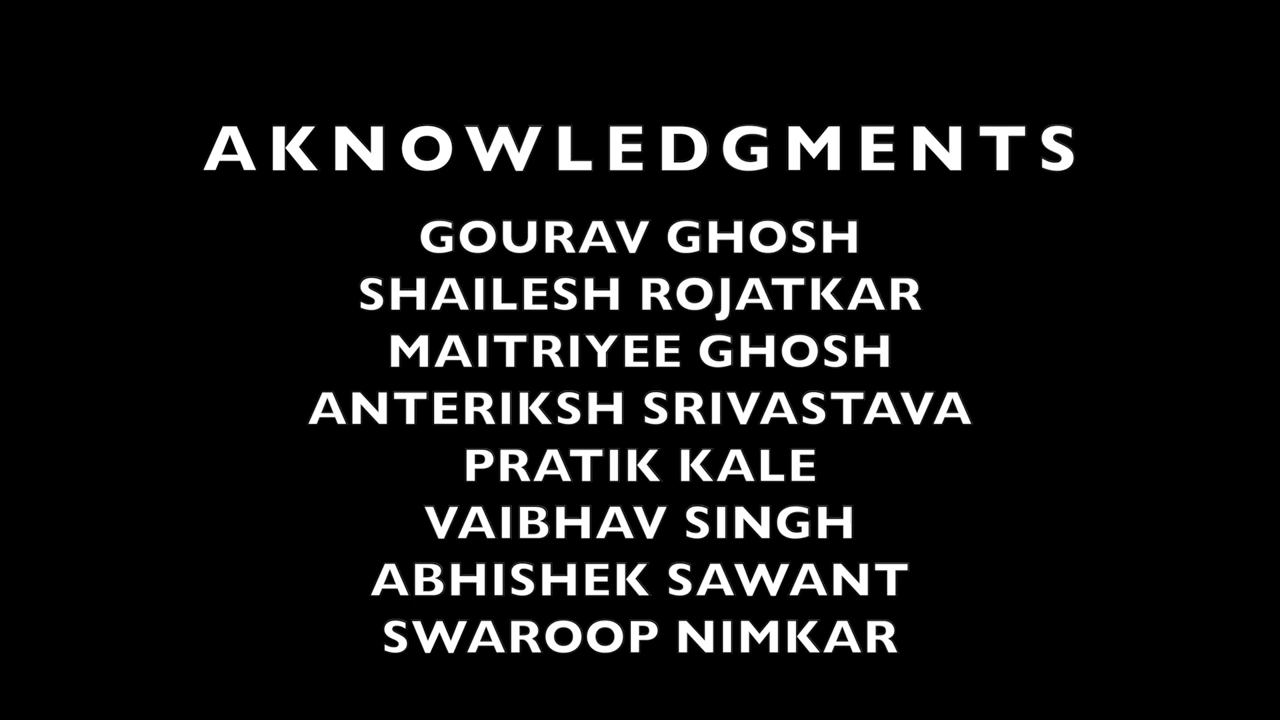 AKNOWLEDGMENTS
GOURAV GHOSH
SHAILESH ROJATKAR
MAITRIYEE GHOSH
ANTERIKSH SRIVASTAVA
PRATIK KALE
VAIBHAV SINGH
ABHISHEK SAWANT
SWAROOP NIMKAR